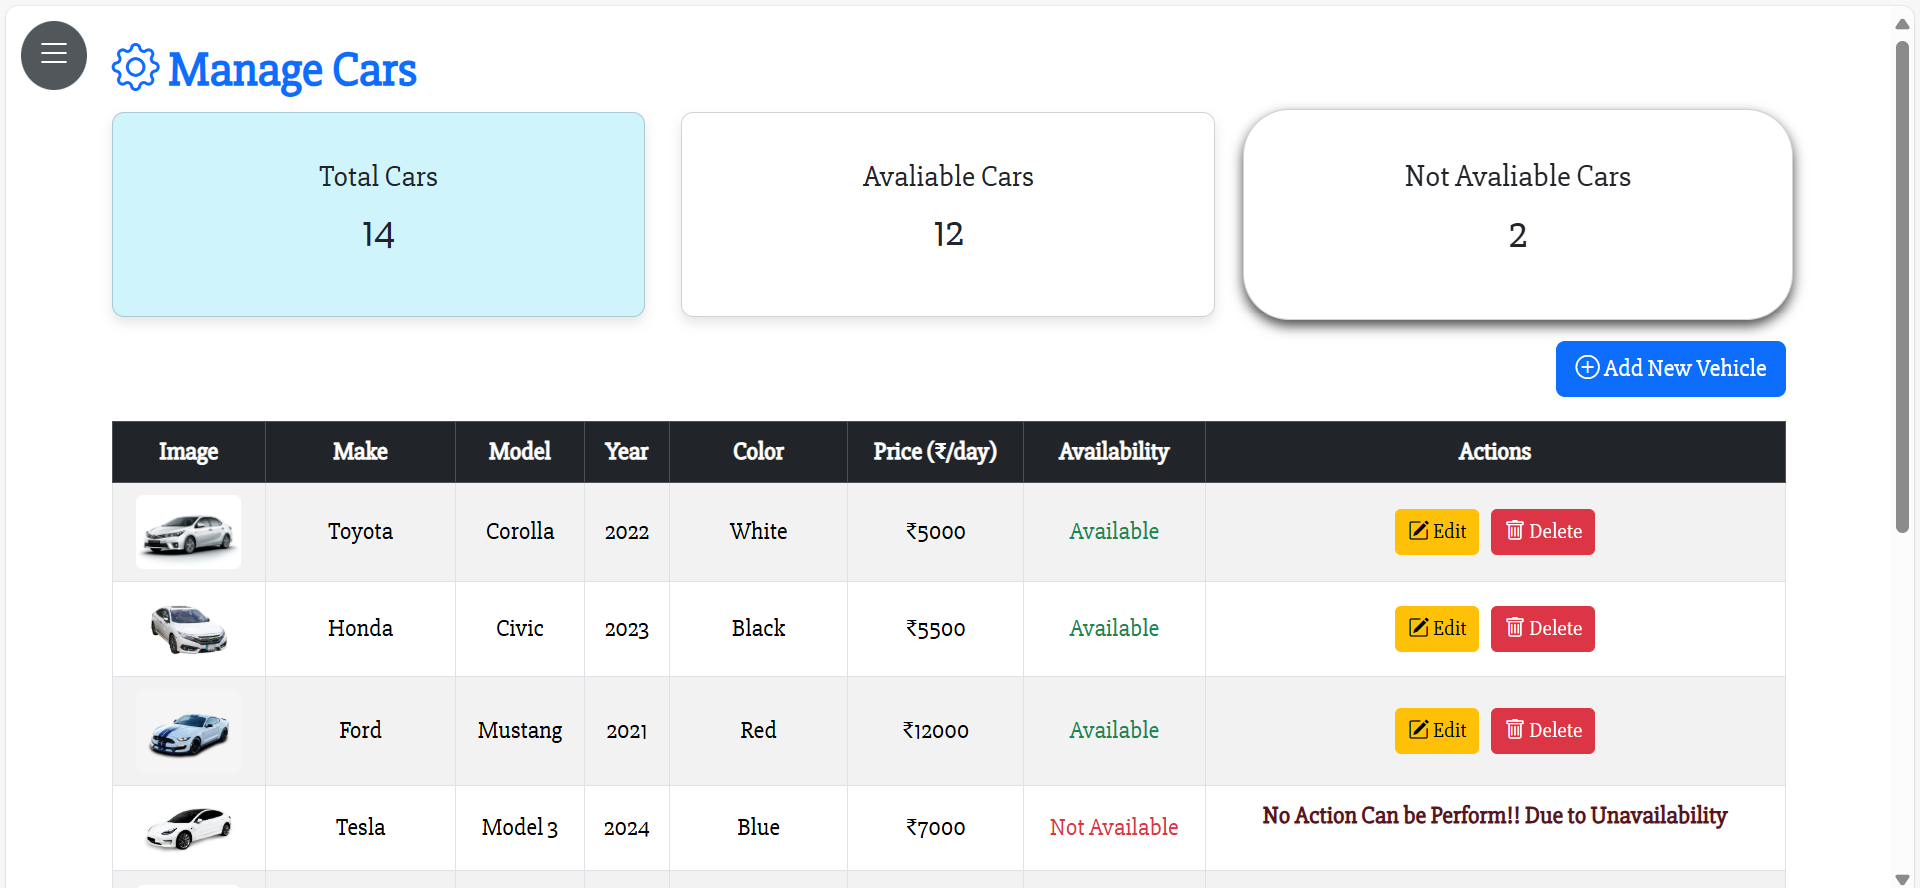 Manage Cars
Total Cars
14
Avaliable Cars
12
Not Avaliable Cars
2
Add New Vehicle
Image Make Model Year Color Price (₹/day) Availability Actions
Toyota Corolla 2022 White ₹5000 Available Edit Delete
Honda Civic 2023 Black ₹5500 Available Edit Delete
Ford Mustang 2021 Red ₹12000 Available Edit Delete
Tesla Model 3 2024 Blue ₹7000 Not Available No Action Can be Perform!! Due to Unavailability